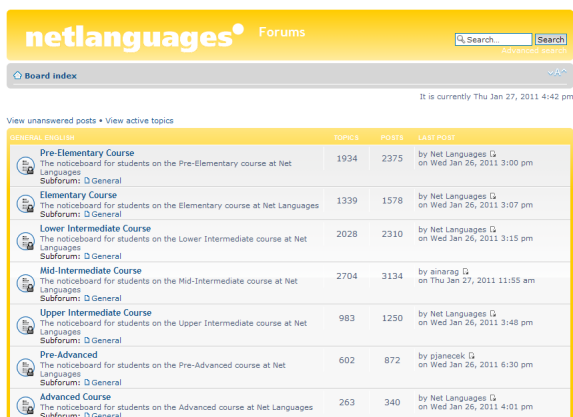 netlanguages Forums
Search... Search
Advanced search
Board index
A
It is currently Thu Jan 27, 2011 4:42 pm
View unanswered posts • View active topics
GENERAL ENGLISH TOPICS POSTS LAST POST
Pre-Elementary Course
The noticeboard for students on the Pre-Elementary course at Net
Languages
Subforum: General
1934 2375 by Net Languages
on Wed Jan 26, 2011 3:00 pm
Elementary Course
The noticeboard for students on the Elementary course at Net Languages
Subforum: General
1339 1578 by Net Languages
on Wed Jan 26, 2011 3:07 pm
Lower Intermediate Course
The noticeboard for students on the Lower Intermediate course at Net
Languages
Subforum: General
2028 2310 by Net Languages
on Wed Jan 26, 2011 3:15 pm
Mid-Intermediate Course
The noticeboard for students on the Mid-Intermediate course at Net
Languages
Subforum: General
2704 3134 by ainarag
on Thu Jan 27, 2011 11:55 am
Upper Intermediate Course
The noticeboard for students on the Upper Intermediate course at Net
Languages
Subforum: General
983 1250 by Net Languages
on Wed Jan 26, 2011 3:48 pm
Pre-Advanced
The noticeboard for students on the Pre-Advanced course at Net
Languages
Subforum: General
602 872 by pjanecek
on Wed Jan 26, 2011 6:30 pm
Advanced Course
The noticeboard for students on the Advanced course at Net Languages
Subforum: General
263 340 by Net Languages
on Wed Jan 26, 2011 4:01 pm